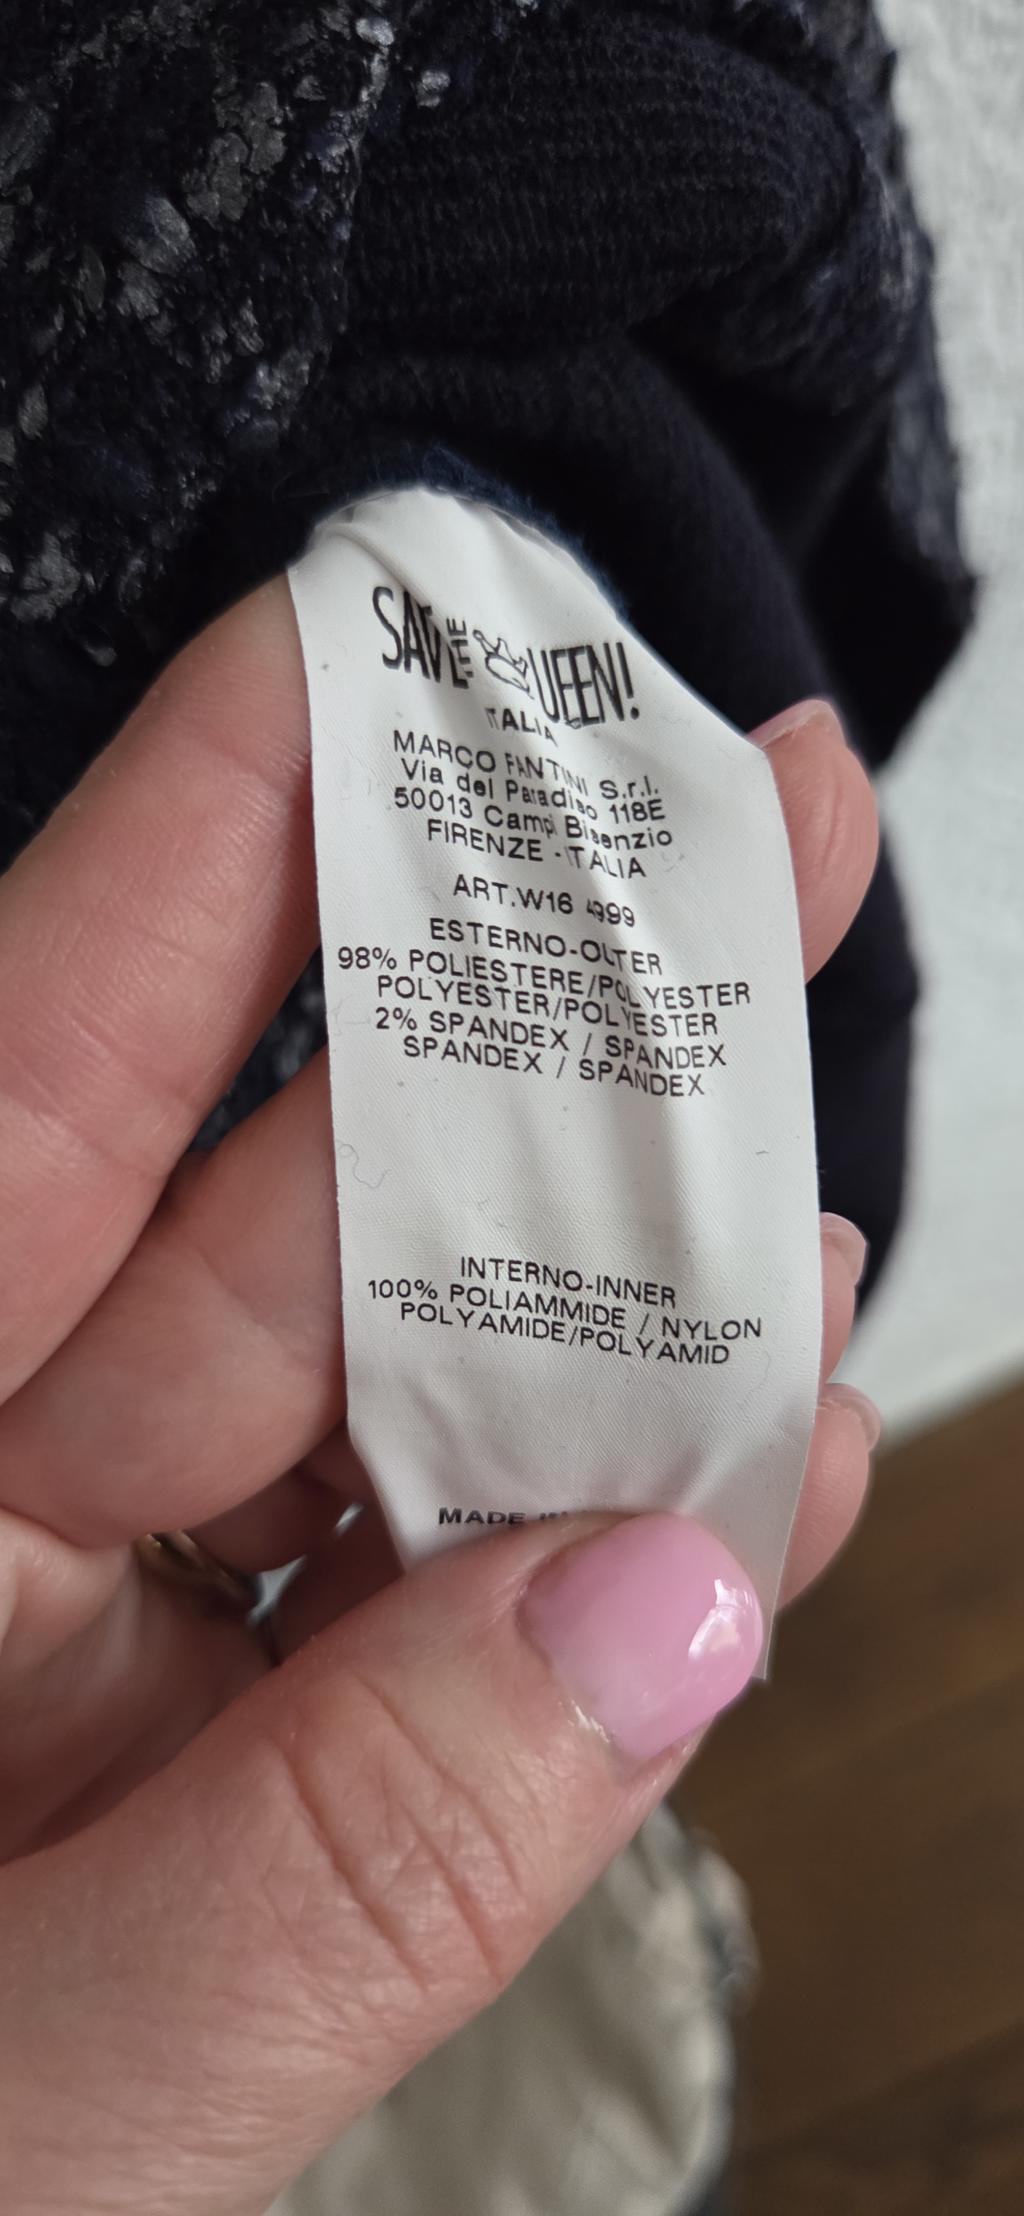 SAVE THE QUEEN!
ITALIA
MARCO FANTINI S.r.l.
Via del Paradiso 118E
50013 Campi Bisenzio
FIRENZE - ITALIA
ART.W16 4999
ESTERNO-OUTER
98% POLIESTERE/POLYESTER
POLYESTER/POLYESTER
2% SPANDEX / SPANDEX
SPANDEX / SPANDEX
INTERNO-INNER
100% POLIAMMIDE / NYLON
POLYAMIDE/POLYAMID
MADE